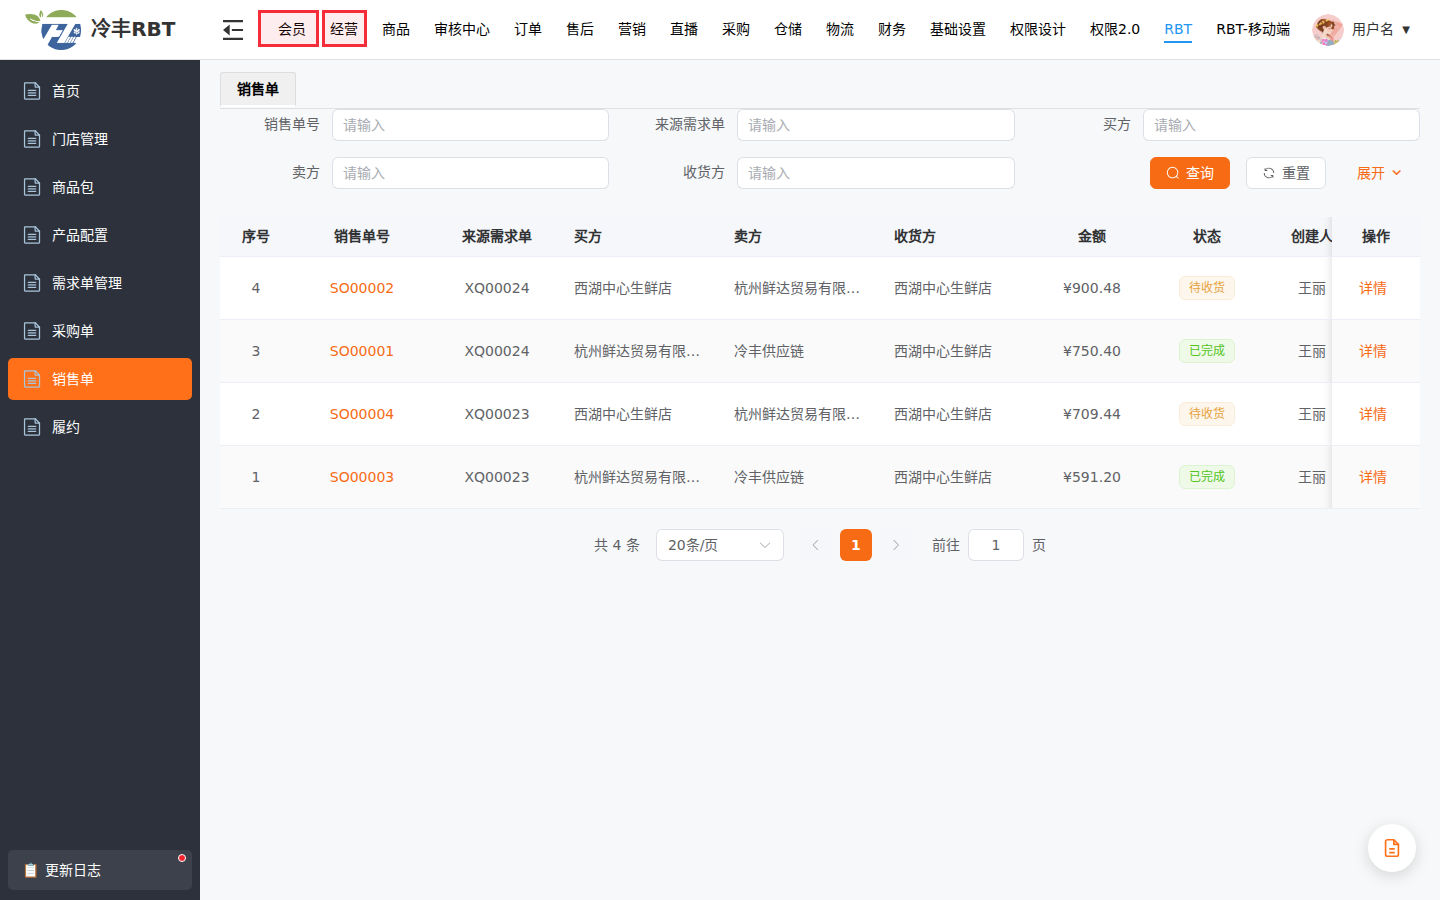 冷丰RBT
会员 经营 商品 审核中心 订单 售后 营销 直播 采购 仓储 物流 财务 基础设置 权限设计 权限2.0 RBT RBT-移动端 用户名 ▼
首页
门店管理
商品包
产品配置
需求单管理
采购单
销售单
履约
📋 更新日志
销售单
销售单号 请输入 来源需求单 请输入 买方 请输入
卖方 请输入 收货方 请输入 查询 重置 展开
序号 销售单号 来源需求单 买方 卖方 收货方 金额 状态 创建人 操作
4 SO00002 XQ00024 西湖中心生鲜店 杭州鲜达贸易有限... 西湖中心生鲜店 ¥900.48 待收货 王丽 详情
3 SO00001 XQ00024 杭州鲜达贸易有限... 冷丰供应链 西湖中心生鲜店 ¥750.40 已完成 王丽 详情
2 SO00004 XQ00023 西湖中心生鲜店 杭州鲜达贸易有限... 西湖中心生鲜店 ¥709.44 待收货 王丽 详情
1 SO00003 XQ00023 杭州鲜达贸易有限... 冷丰供应链 西湖中心生鲜店 ¥591.20 已完成 王丽 详情
共 4 条 20条/页 1 前往 1 页